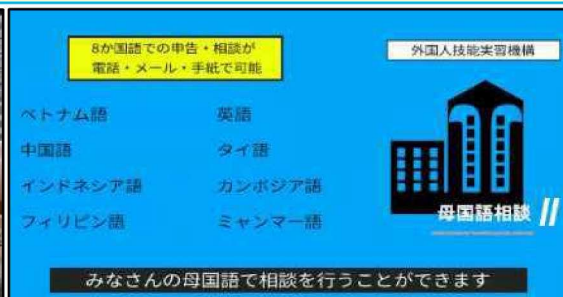 8か国語での申告・相談が
電話・メール・手紙で可能
外国人技能実習機構
ベトナム語
英語
中国語
タイ語
インドネシア語
カンボジア語
フィリピン語
ミャンマー語
母国語相談
みなさんの母国語で相談を行うことができます